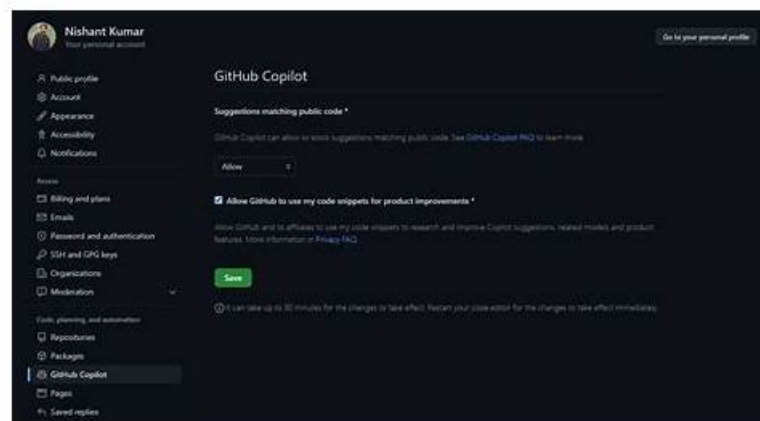 Nishant Kumar
Your personal account
Go to your personal profile
Public profile
Account
Appearance
Accessibility
Notifications
Access
Billing and plans
Emails
Password and authentication
SSH and GPG keys
Organizations
Moderation
Code, planning, and automation
Repositories
Packages
GitHub Copilot
Pages
Saved replies
GitHub Copilot
Suggestions matching public code *
GitHub Copilot can allow or block suggestions matching public code. See GitHub Copilot FAQ to learn more.
Allow
Allow GitHub to use my code snippets for product improvements *
Allow GitHub and its affiliates to use my code snippets to research and improve Copilot suggestions, related models and product
features. More information in Privacy FAQ.
Save
It can take up to 30 minutes for the changes to take effect. Restart your code editor for the changes to take effect immediately.